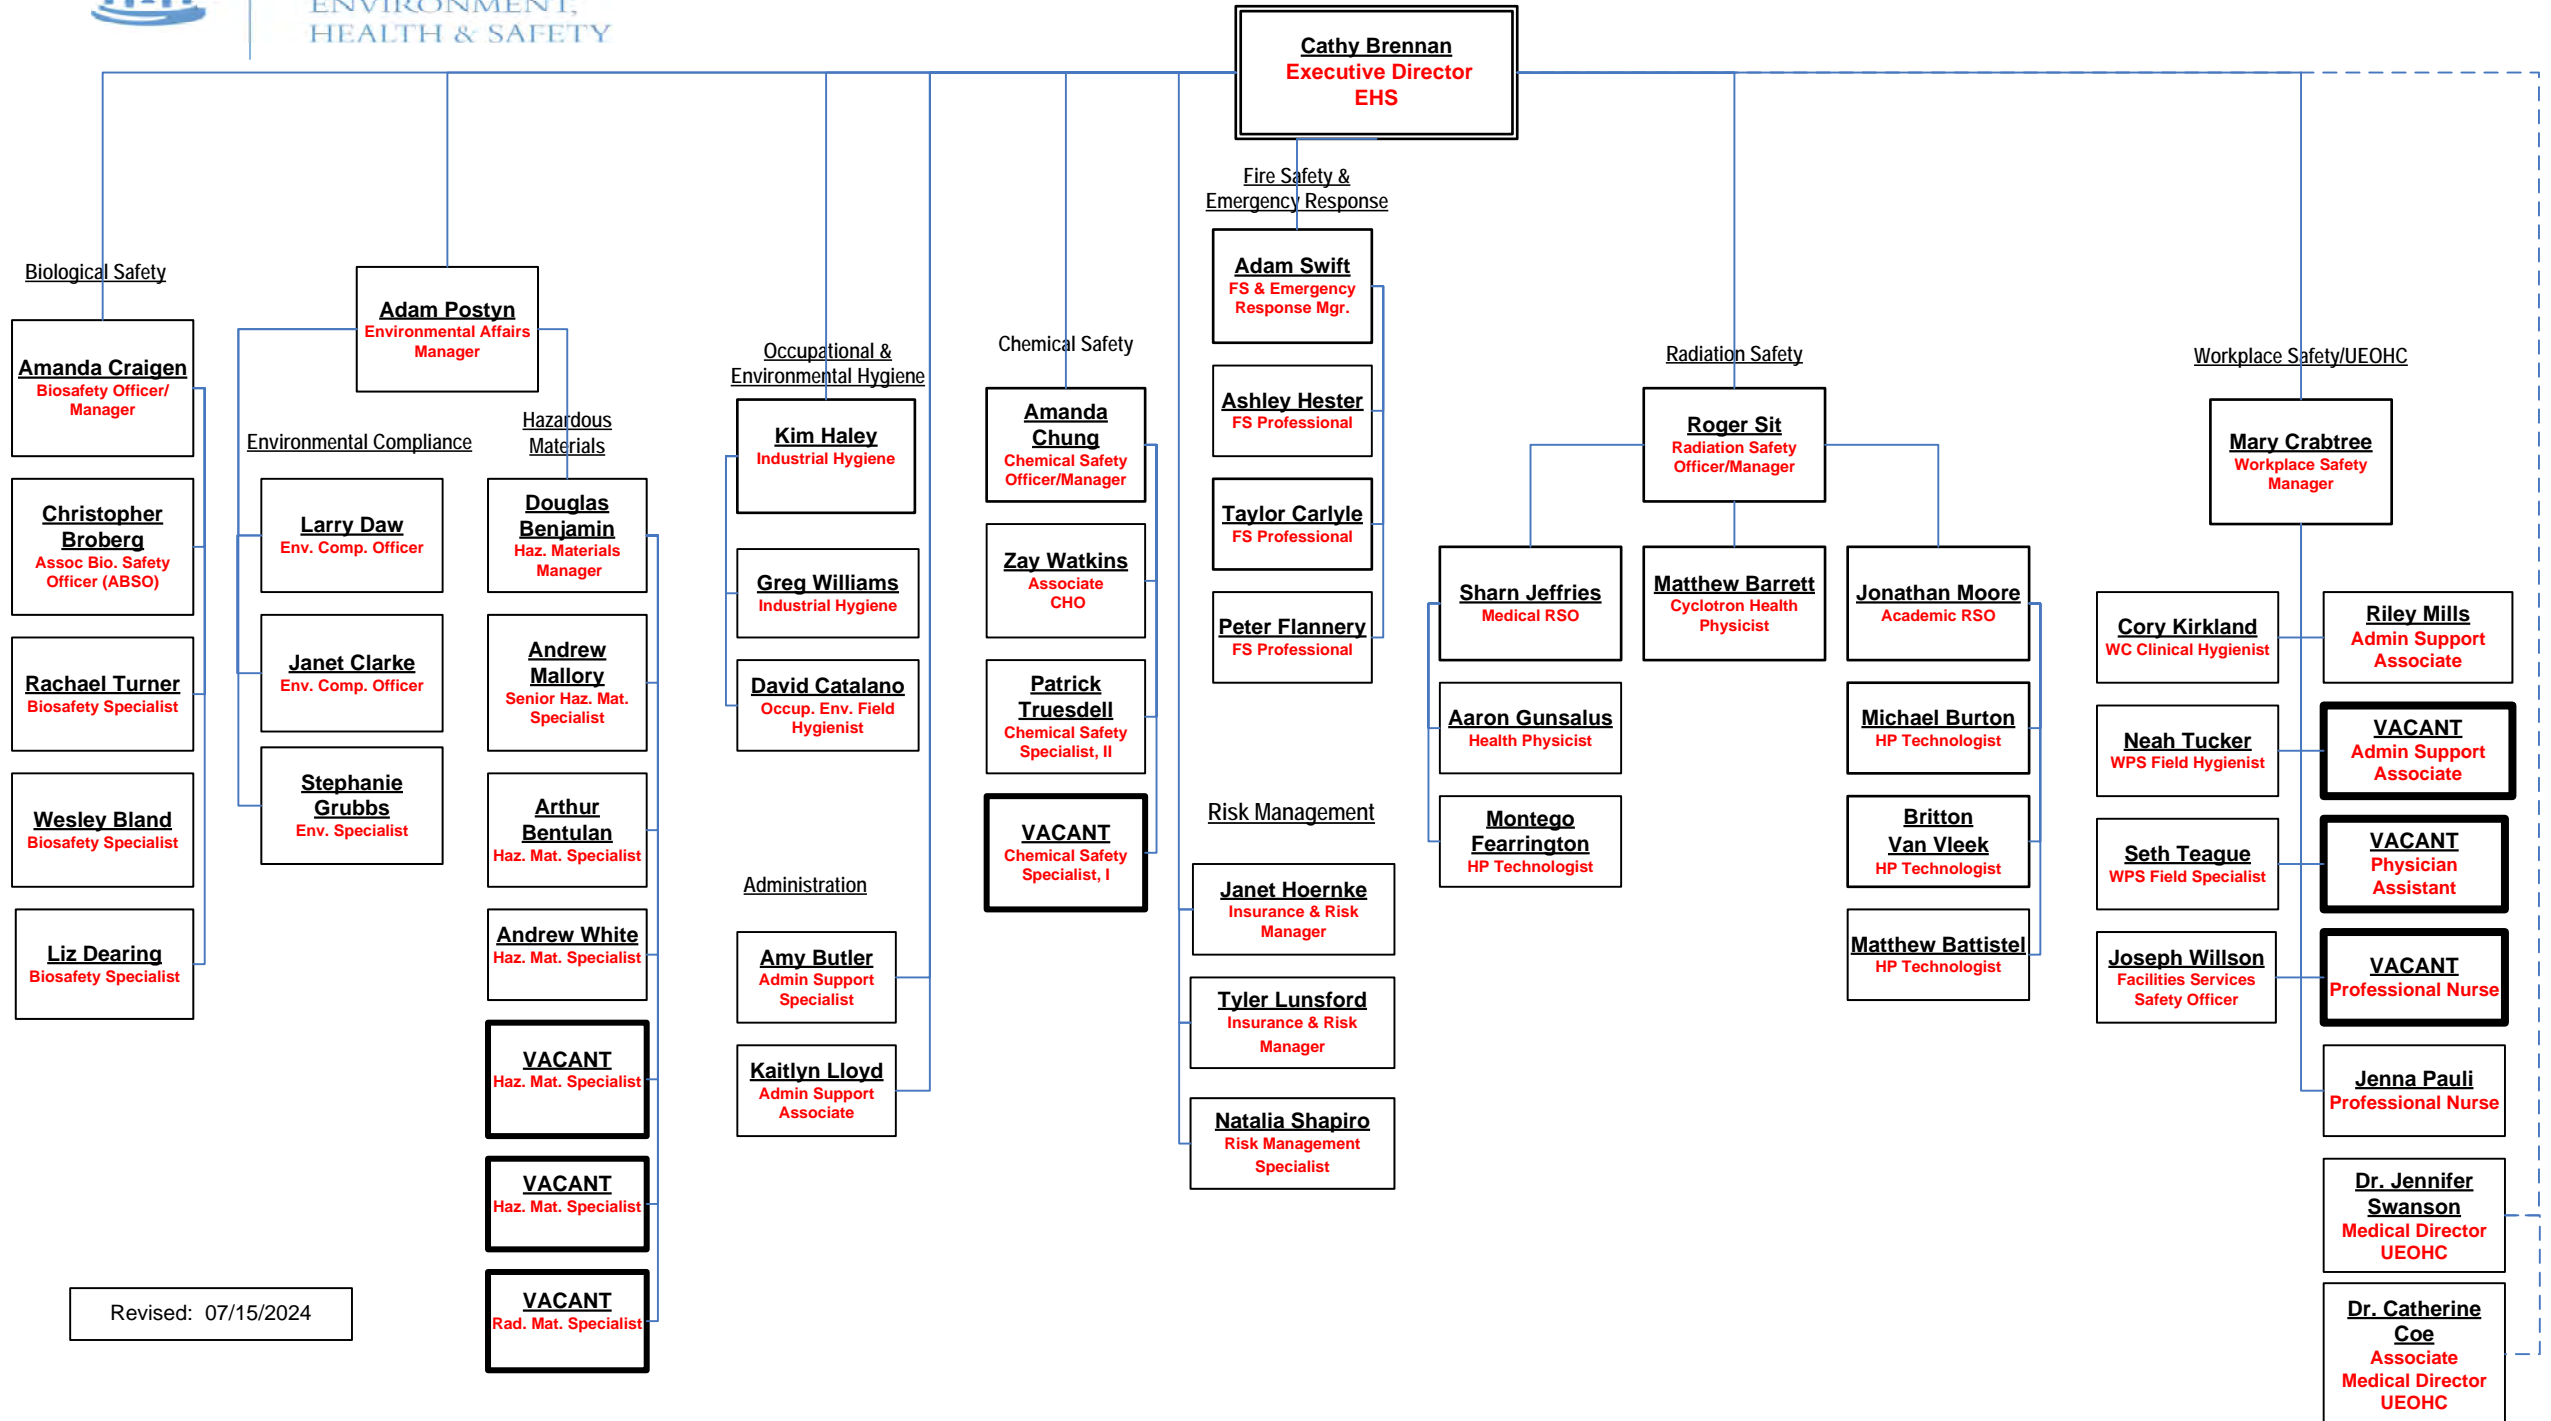 ENVIRONMENT,
HEALTH & SAFETY
Cathy Brennan
Executive Director
EHS
Biological Safety
Amanda Craigen
Biosafety Officer/
Manager
Christopher
Broberg
Assoc Bio. Safety
Officer (ABSO)
Rachael Turner
Biosafety Specialist
Wesley Bland
Biosafety Specialist
Liz Dearing
Biosafety Specialist
Adam Postyn
Environmental Affairs
Manager
Environmental Compliance
Larry Daw
Env. Comp. Officer
Janet Clarke
Env. Comp. Officer
Stephanie
Grubbs
Env. Specialist
Hazardous
Materials
Douglas
Benjamin
Haz. Materials
Manager
Andrew
Mallory
Senior Haz. Mat.
Specialist
Arthur
Bentulan
Haz. Mat. Specialist
Andrew White
Haz. Mat. Specialist
VACANT
Haz. Mat. Specialist
VACANT
Haz. Mat. Specialist
VACANT
Rad. Mat. Specialist
Occupational &
Environmental Hygiene
Kim Haley
Industrial Hygiene
Greg Williams
Industrial Hygiene
David Catalano
Occup. Env. Field
Hygienist
Administration
Amy Butler
Admin Support
Specialist
Kaitlyn Lloyd
Admin Support
Associate
Chemical Safety
Amanda
Chung
Chemical Safety
Officer/Manager
Zay Watkins
Associate
CHO
Patrick
Truesdell
Chemical Safety
Specialist, II
VACANT
Chemical Safety
Specialist, I
Fire Safety &
Emergency Response
Adam Swift
FS & Emergency
Response Mgr.
Ashley Hester
FS Professional
Taylor Carlyle
FS Professional
Peter Flannery
FS Professional
Risk Management
Janet Hoernke
Insurance & Risk
Manager
Tyler Lunsford
Insurance & Risk
Manager
Natalia Shapiro
Risk Management
Specialist
Radiation Safety
Roger Sit
Radiation Safety
Officer/Manager
Sharn Jeffries
Medical RSO
Aaron Gunsalus
Health Physicist
Montego
Fearrington
HP Technologist
Matthew Barrett
Cyclotron Health
Physicist
Jonathan Moore
Academic RSO
Michael Burton
HP Technologist
Britton
Van Vleek
HP Technologist
Matthew Battistel
HP Technologist
Workplace Safety/UEOHC
Mary Crabtree
Workplace Safety
Manager
Cory Kirkland
WC Clinical Hygienist
Neah Tucker
WPS Field Hygienist
Seth Teague
WPS Field Specialist
Joseph Willson
Facilities Services
Safety Officer
Riley Mills
Admin Support
Associate
VACANT
Admin Support
Associate
VACANT
Physician
Assistant
VACANT
Professional Nurse
Jenna Pauli
Professional Nurse
Dr. Jennifer
Swanson
Medical Director
UEOHC
Dr. Catherine
Coe
Associate
Medical Director
UEOHC
Revised: 07/15/2024